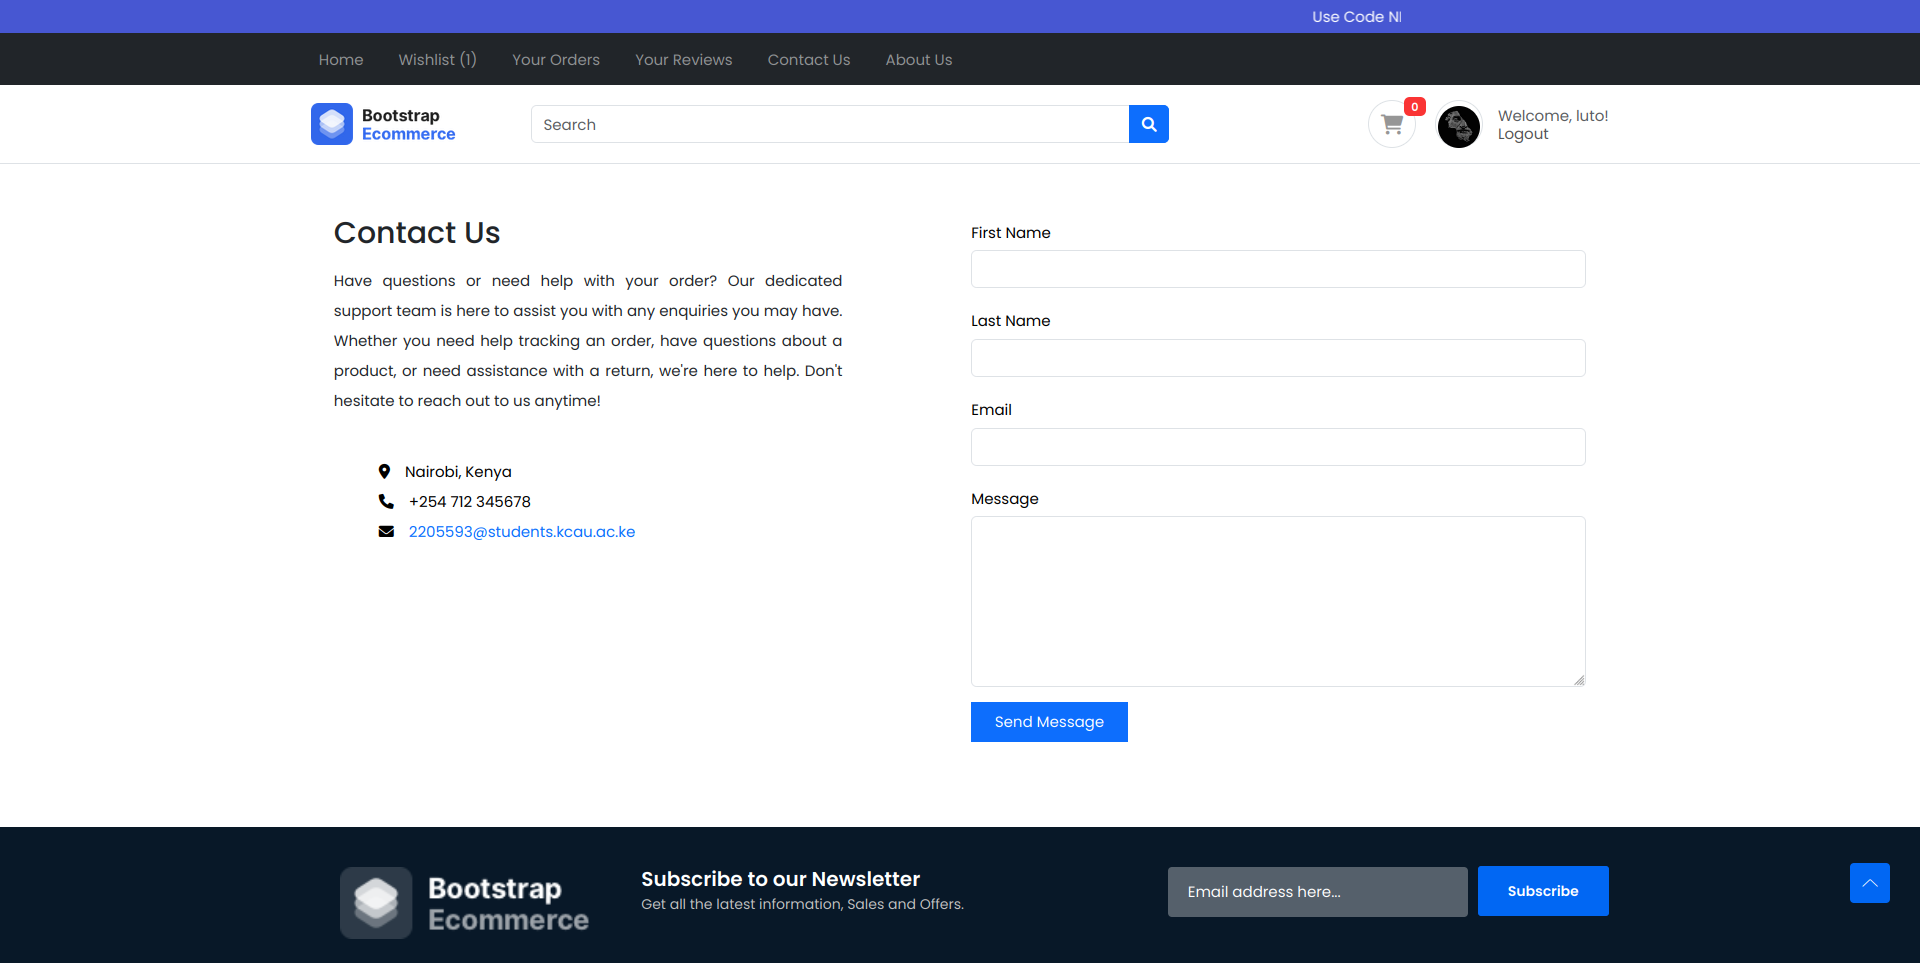 Use Code
Home Wishlist (1) Your Orders Your Reviews Contact Us About Us
Bootstrap
Ecommerce
Search
0
Welcome, luto!
Logout
Contact Us
Have questions or need help with your order? Our dedicated
support team is here to assist you with any enquiries you may have.
Whether you need help tracking an order, have questions about a
product, or need assistance with a return, we're here to help. Don't
hesitate to reach out to us anytime!
Nairobi, Kenya
+254 712 345678
2205593@students.kcau.ac.ke
First Name
Last Name
Email
Message
Send Message
Bootstrap
Ecommerce
Subscribe to our Newsletter
Get all the latest information, Sales and Offers.
Email address here...
Subscribe